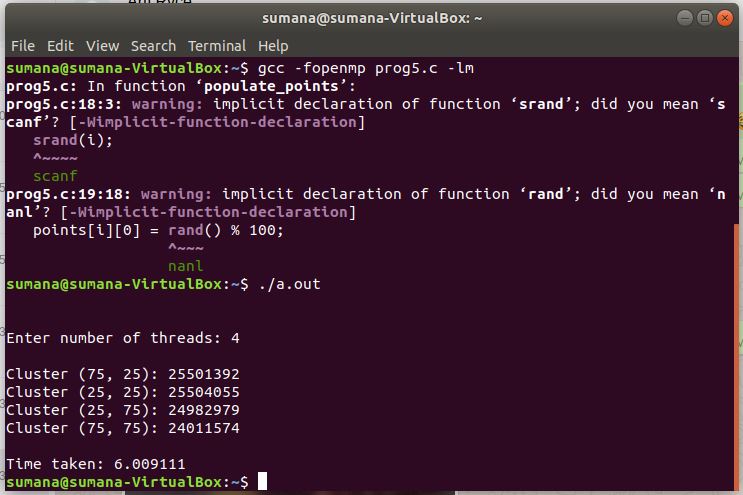 sumana@sumana-VirtualBox: ~
File Edit View Search Terminal Help
sumana@sumana-VirtualBox:~$ gcc -fopenmp prog5.c -lm
prog5.c: In function ‘populate_points’:
prog5.c:18:3: warning: implicit declaration of function ‘srand’; did you mean ‘s
canf’? [-Wimplicit-function-declaration]
srand(i);
^~~~~
scanf
prog5.c:19:18: warning: implicit declaration of function ‘rand’; did you mean ‘n
anl’? [-Wimplicit-function-declaration]
points[i][0] = rand() % 100;
^~~~
nanl
sumana@sumana-VirtualBox:~$ ./a.out
Enter number of threads: 4
Cluster (75, 25): 25501392
Cluster (25, 25): 25504055
Cluster (25, 75): 24982979
Cluster (75, 75): 24011574
Time taken: 6.009111
sumana@sumana-VirtualBox:~$